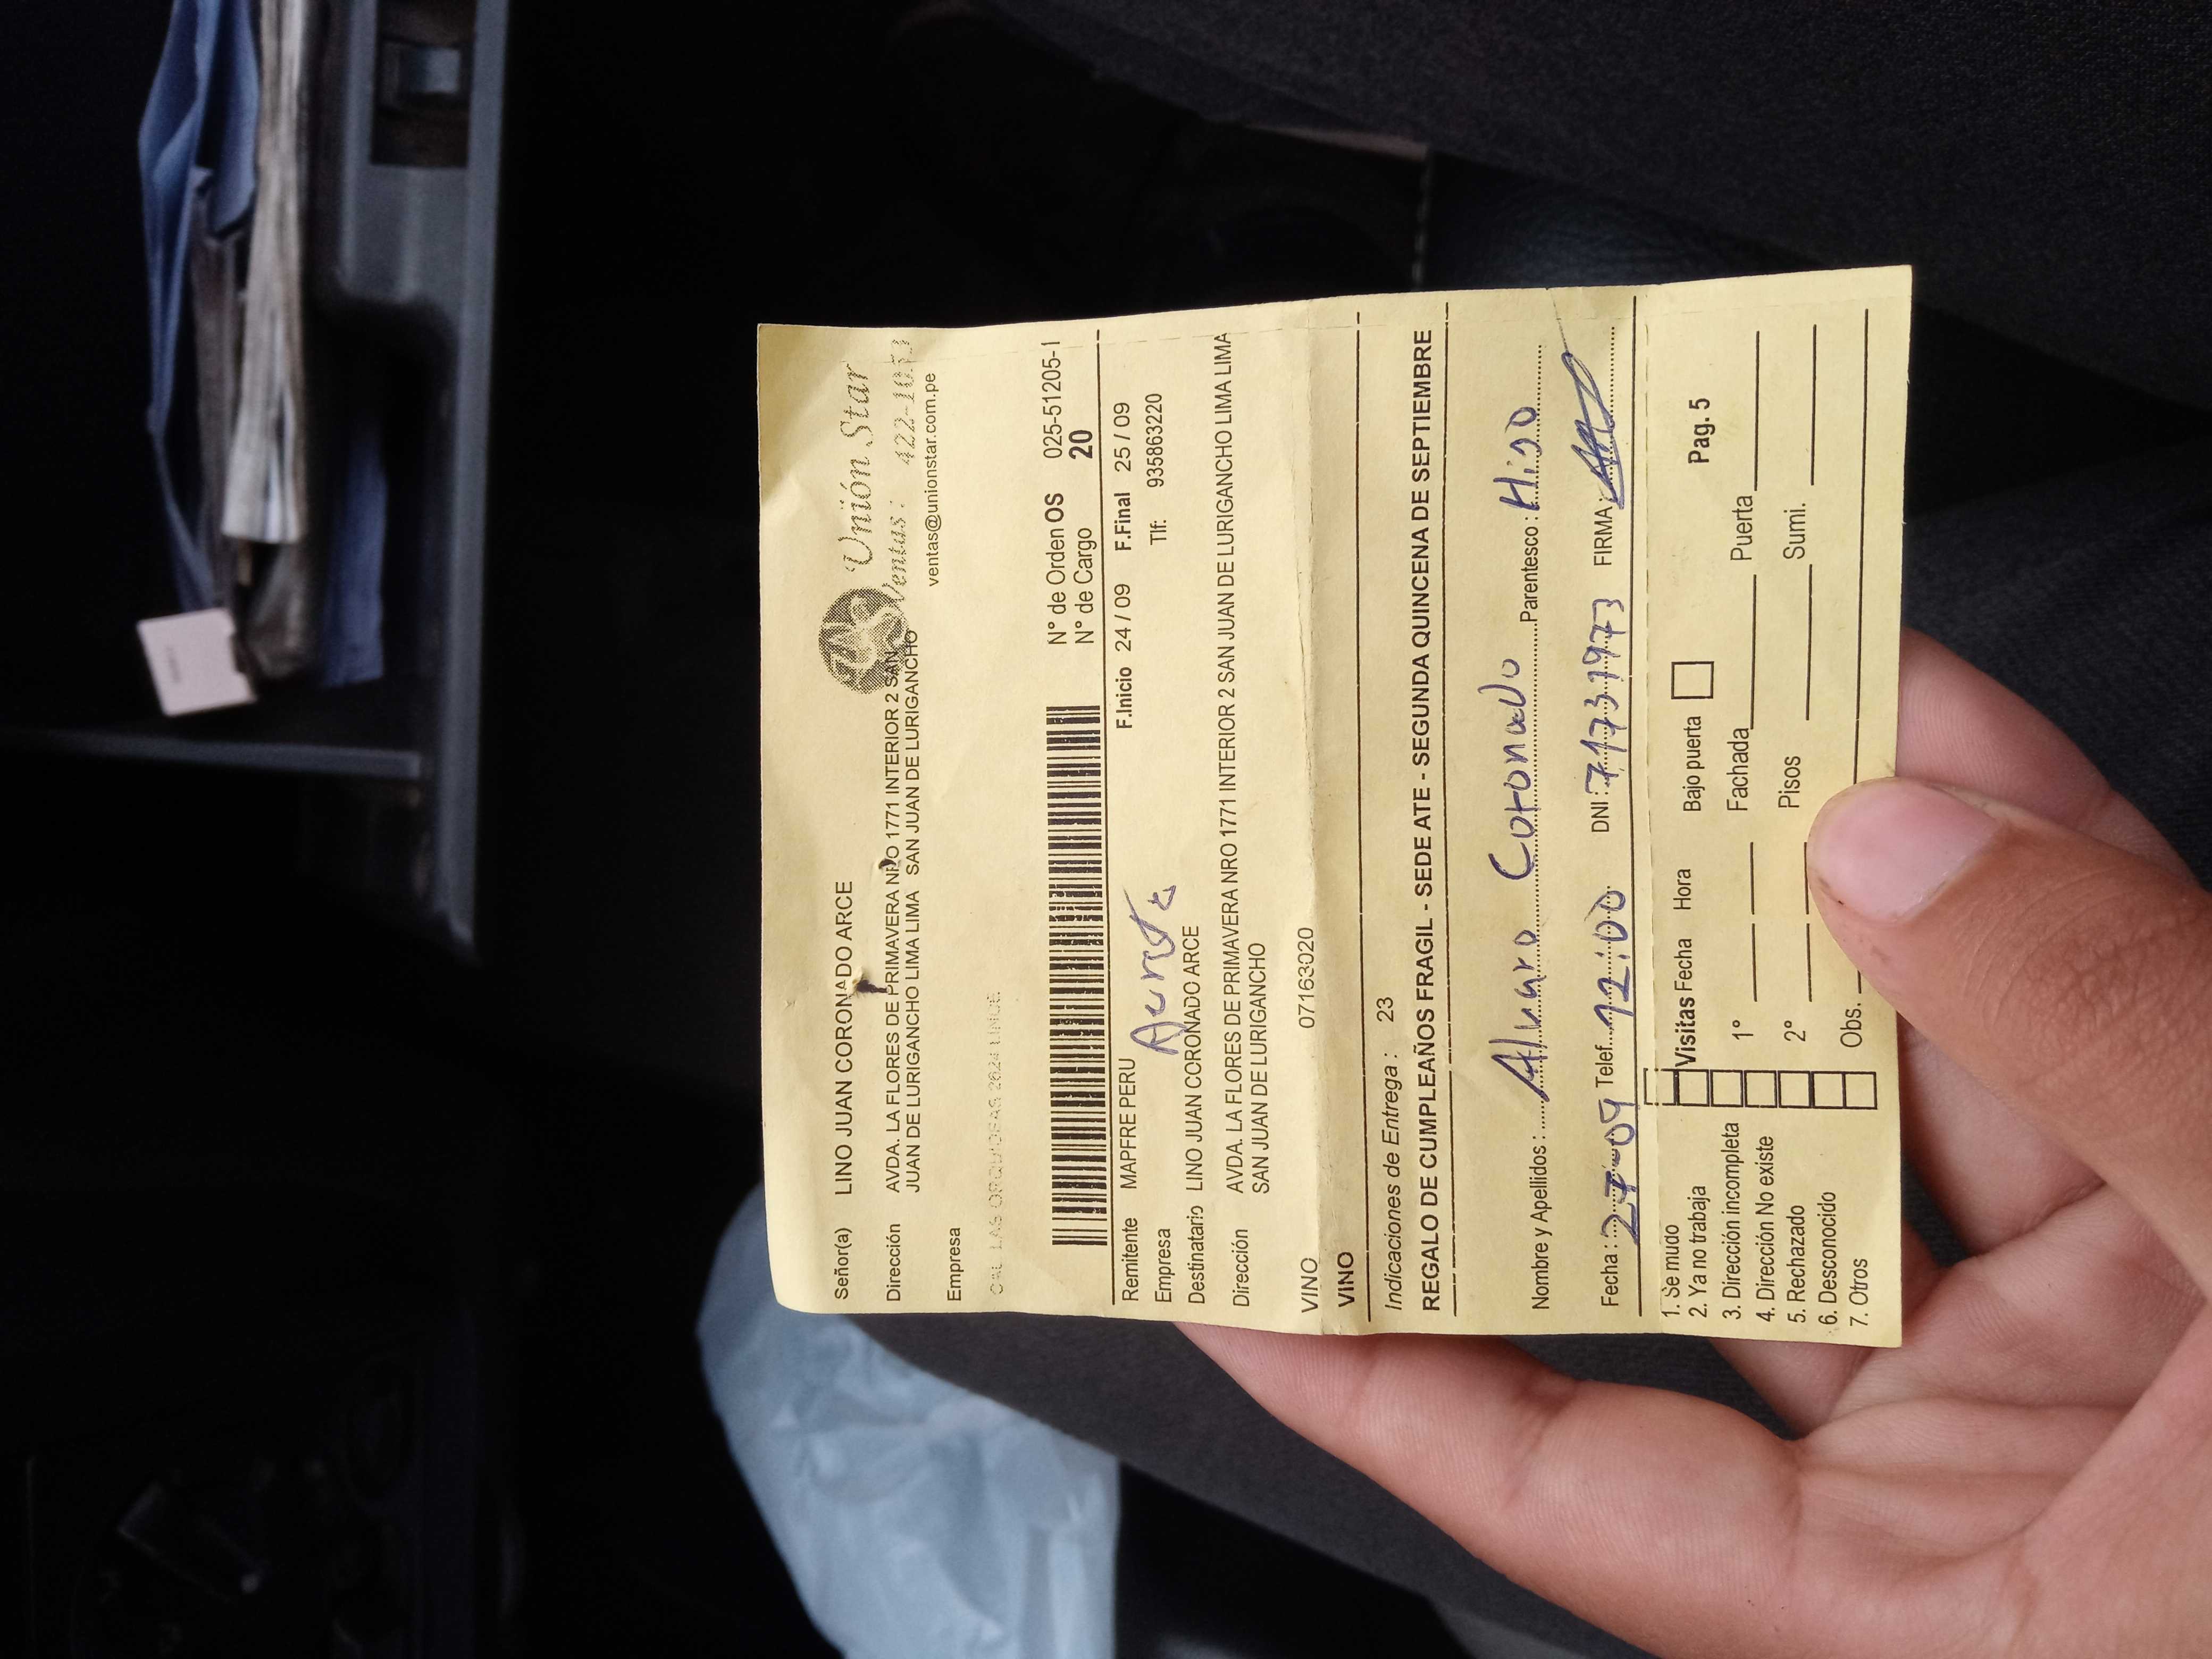 Unión Star
Ventas: 422-1033
ventas@unionstar.com.pe
Señor(a) LINO JUAN CORONADO ARCE
Dirección AVDA. LA FLORES DE PRIMAVERA NRO 1771 INTERIOR 2 SAN
JUAN DE LURIGANCHO LIMA LIMA SAN JUAN DE LURIGANCHO
Empresa
CAL LAS ORQUIDEAS 2624 LINCE
N° de Orden OS 025-51205-1
N° de Cargo 20
F.Inicio 24 / 09 F.Final 25 / 09
Remitente MAPFRE PERU Tlf: 935863220
Empresa
Destinatario LINO JUAN CORONADO ARCE
Dirección AVDA. LA FLORES DE PRIMAVERA NRO 1771 INTERIOR 2 SAN JUAN DE LURIGANCHO LIMA LIMA
SAN JUAN DE LURIGANCHO
VINO 07163020
VINO
Indicaciones de Entrega : 23
REGALO DE CUMPLEAÑOS FRAGIL - SEDE ATE - SEGUNDA QUINCENA DE SEPTIEMBRE
Nombre y Apellidos : Alvaro Coronado Parentesco : Hijo
Fecha : 27-09 Telef. 12:00 DNI : 71731973 FIRMA :
1. Se mudo
2. Ya no trabaja
3. Dirección incompleta
4. Dirección No existe
5. Rechazado
6. Desconocido
7. Otros
Visitas Fecha Hora Bajo puerta Pag. 5
1° Fachada Puerta
2° Pisos Sumi.
Obs.